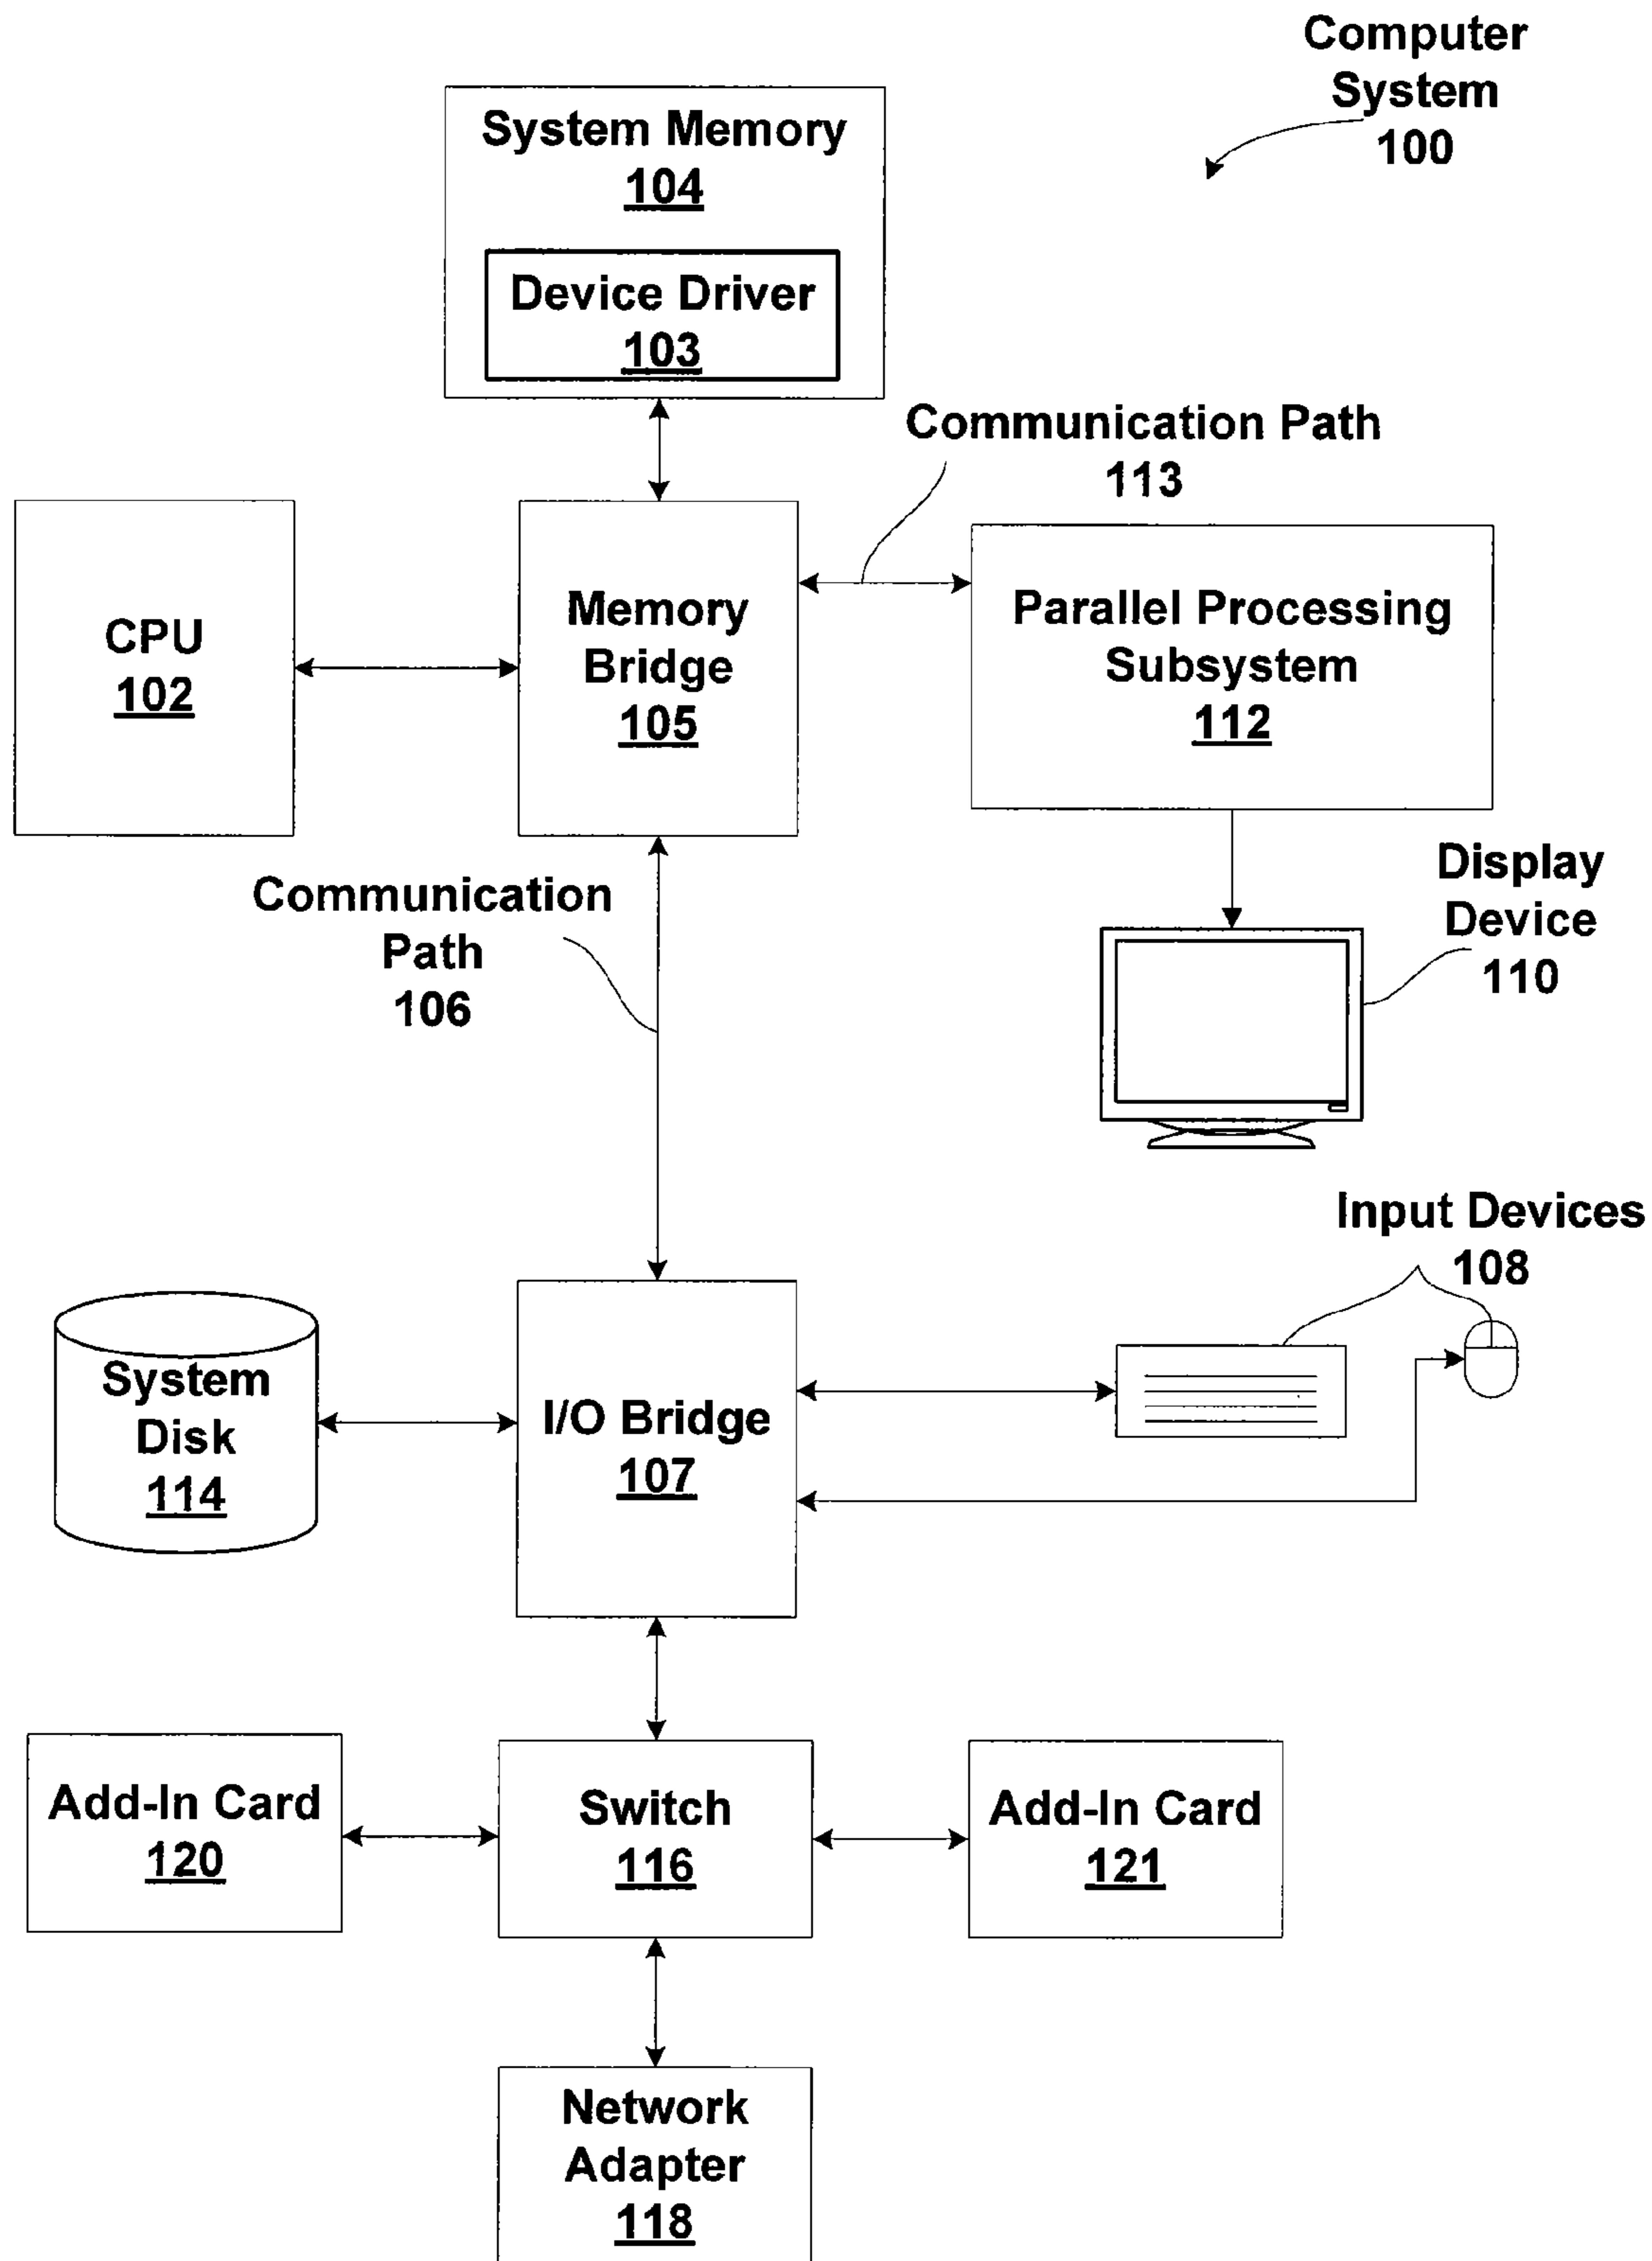 Computer
System
100
System Memory
104
Device Driver
103
Communication Path
113
CPU
102
Memory
Bridge
105
Parallel Processing
Subsystem
112
Communication
Path
106
Display
Device
110
Input Devices
108
System
Disk
114
I/O Bridge
107
Add-In Card
120
Switch
116
Add-In Card
121
Network
Adapter
118